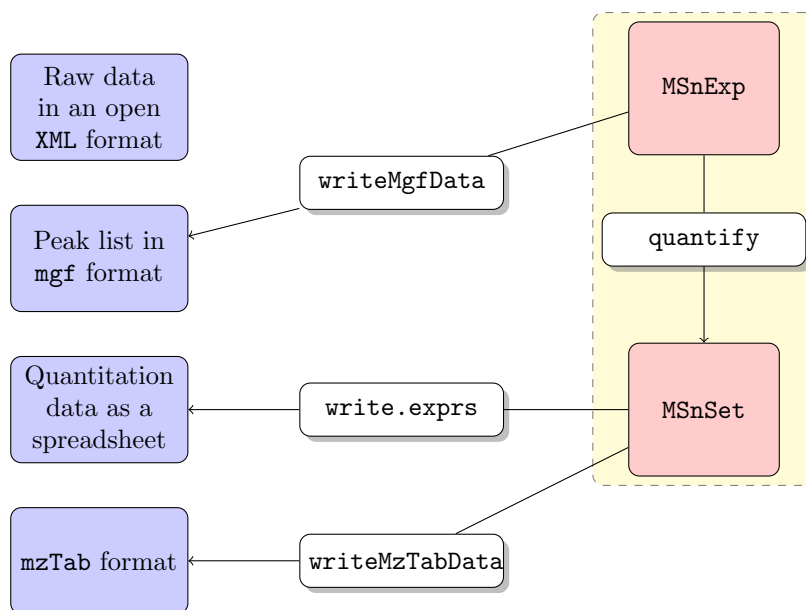 Raw data
in an open
XML format
MSnExp
writeMgfData
Peak list in
mgf format
quantify
Quantitation
data as a
spreadsheet
write.exprs
MSnSet
mzTab format
writeMzTabData